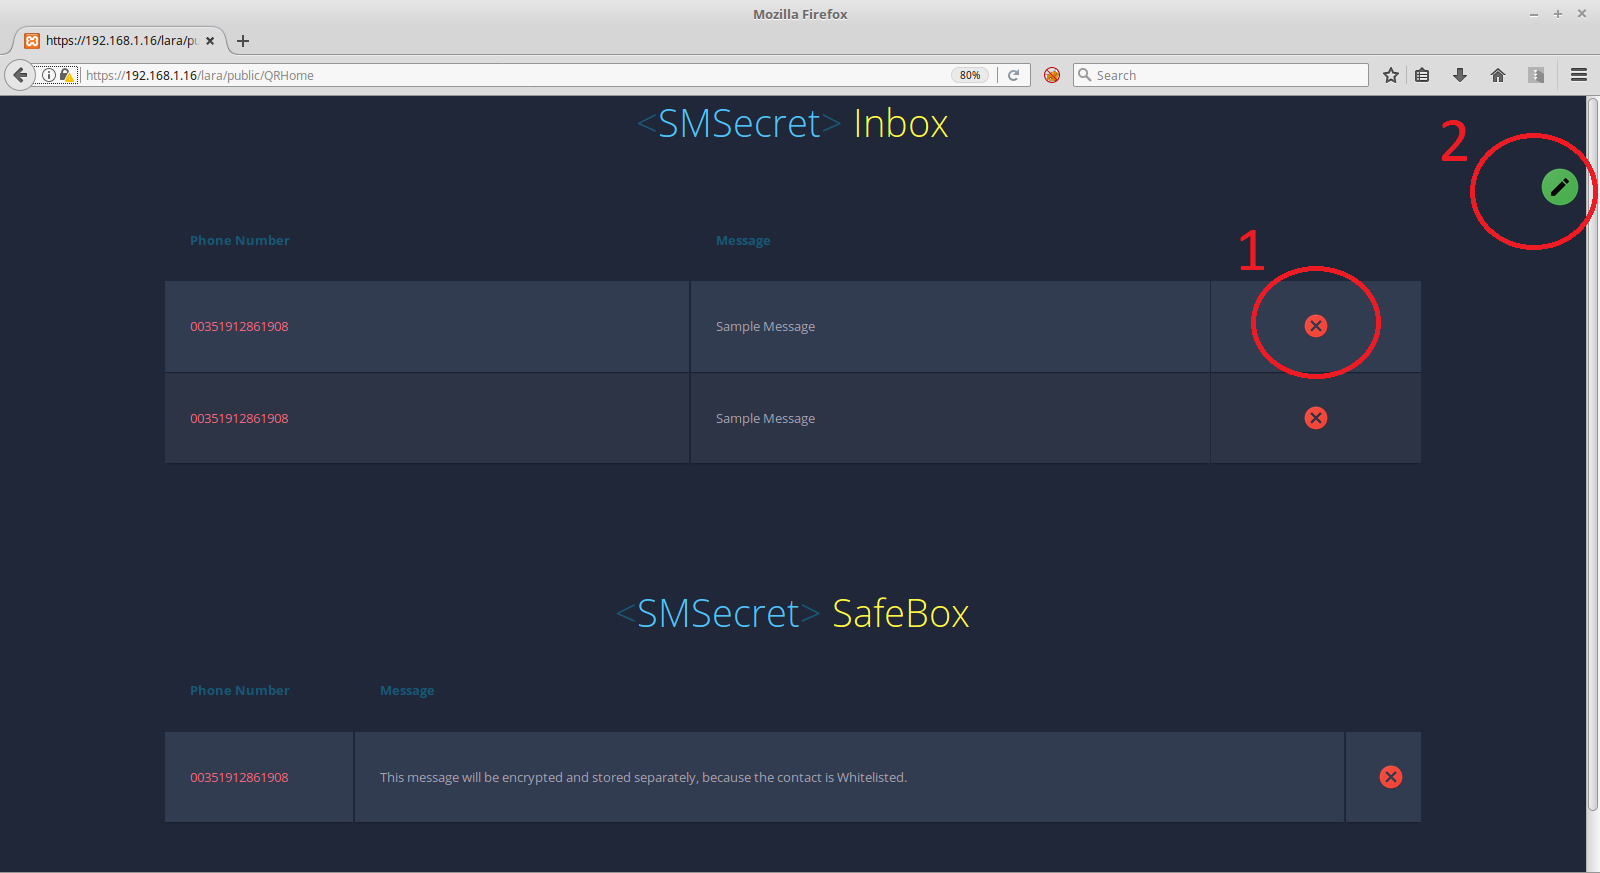 Mozilla Firefox
https://192.168.1.16/lara/pu
https://192.168.1.16/lara/public/QRHome 80% Search
<SMSecret> Inbox
2
1
Phone Number Message
00351912861908 Sample Message
00351912861908 Sample Message
<SMSecret> SafeBox
Phone Number Message
00351912861908 This message will be encrypted and stored separately, because the contact is Whitelisted.